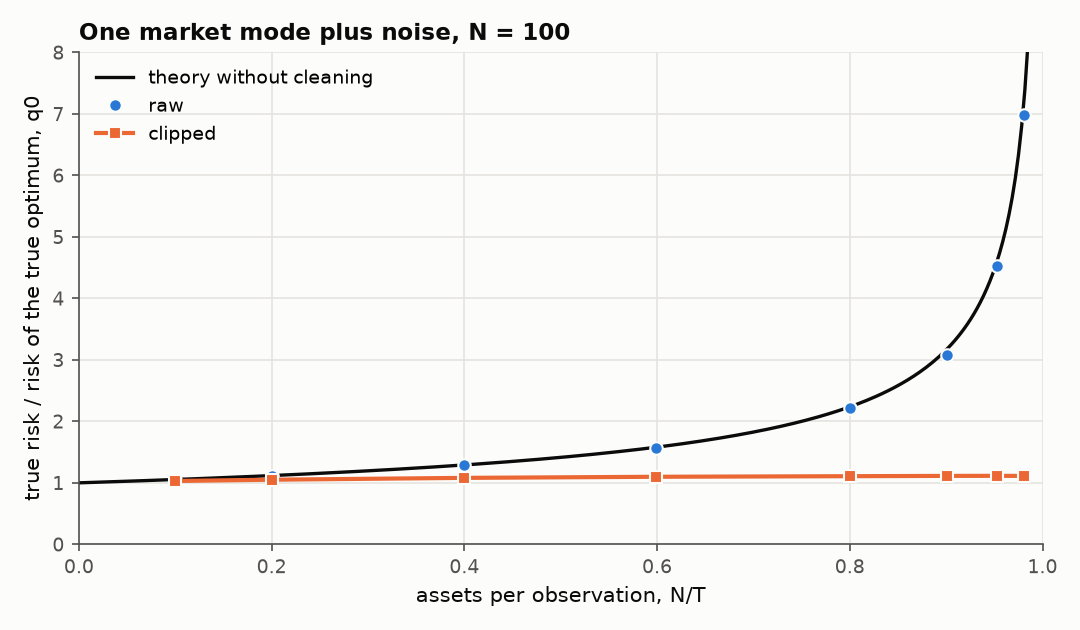 One market mode plus noise, N = 100
true risk / risk of the true optimum, q0
8
7
6
5
4
3
2
1
0
theory without cleaning
raw
clipped
0.0 0.2 0.4 0.6 0.8 1.0
assets per observation, N/T